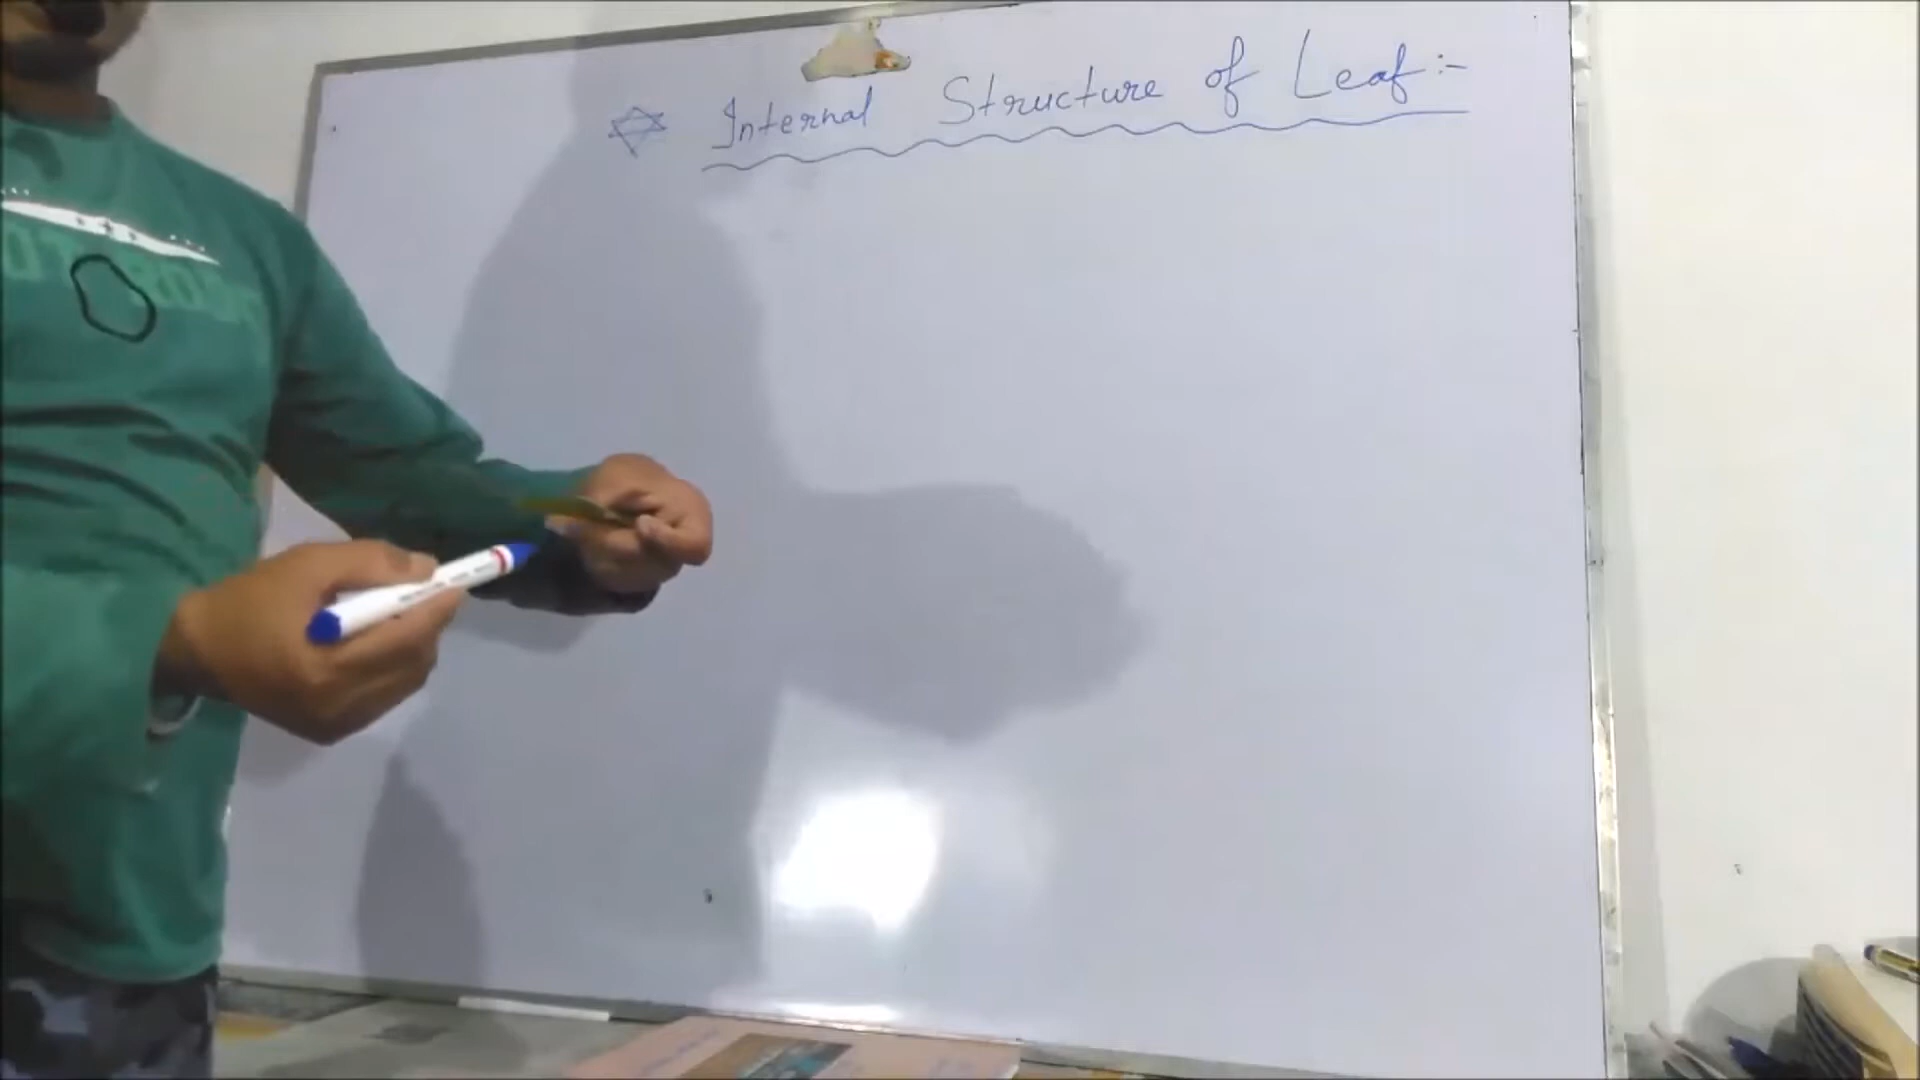 Internal Structure of Leaf :-